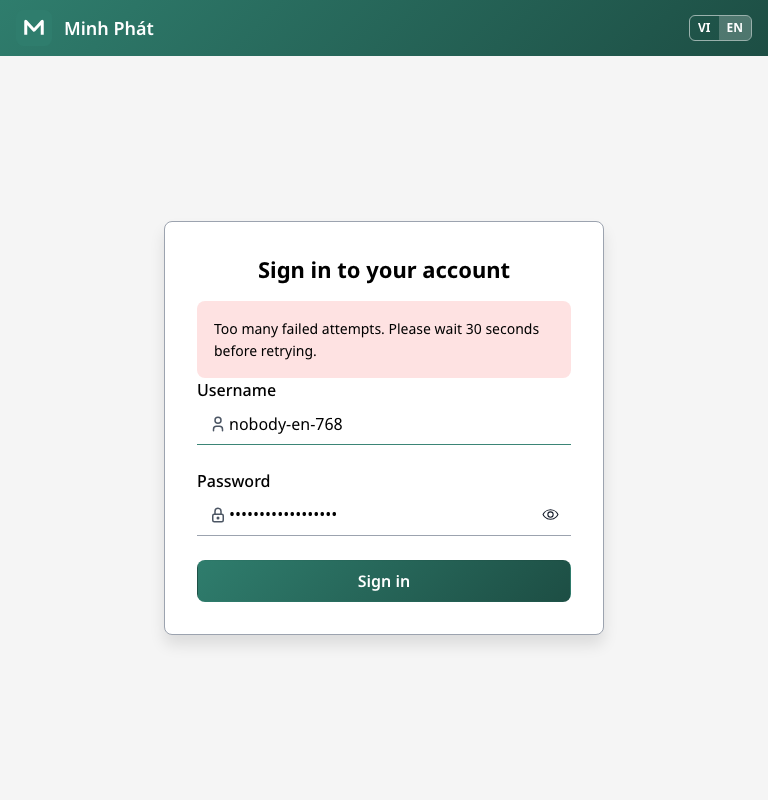 Minh Phát
VI EN
Sign in to your account
Too many failed attempts. Please wait 30 seconds
before retrying.
Username
nobody-en-768
Password
••••••••••••••••••
Sign in